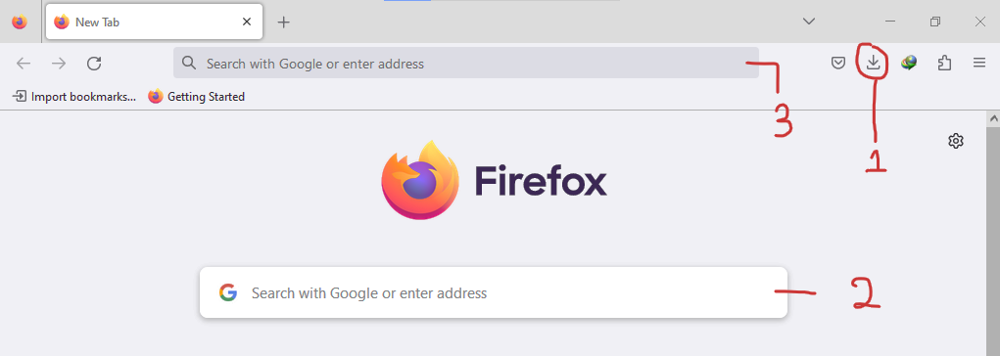 New Tab
Search with Google or enter address
3
Import bookmarks... Getting Started
1
Firefox
Search with Google or enter address
2